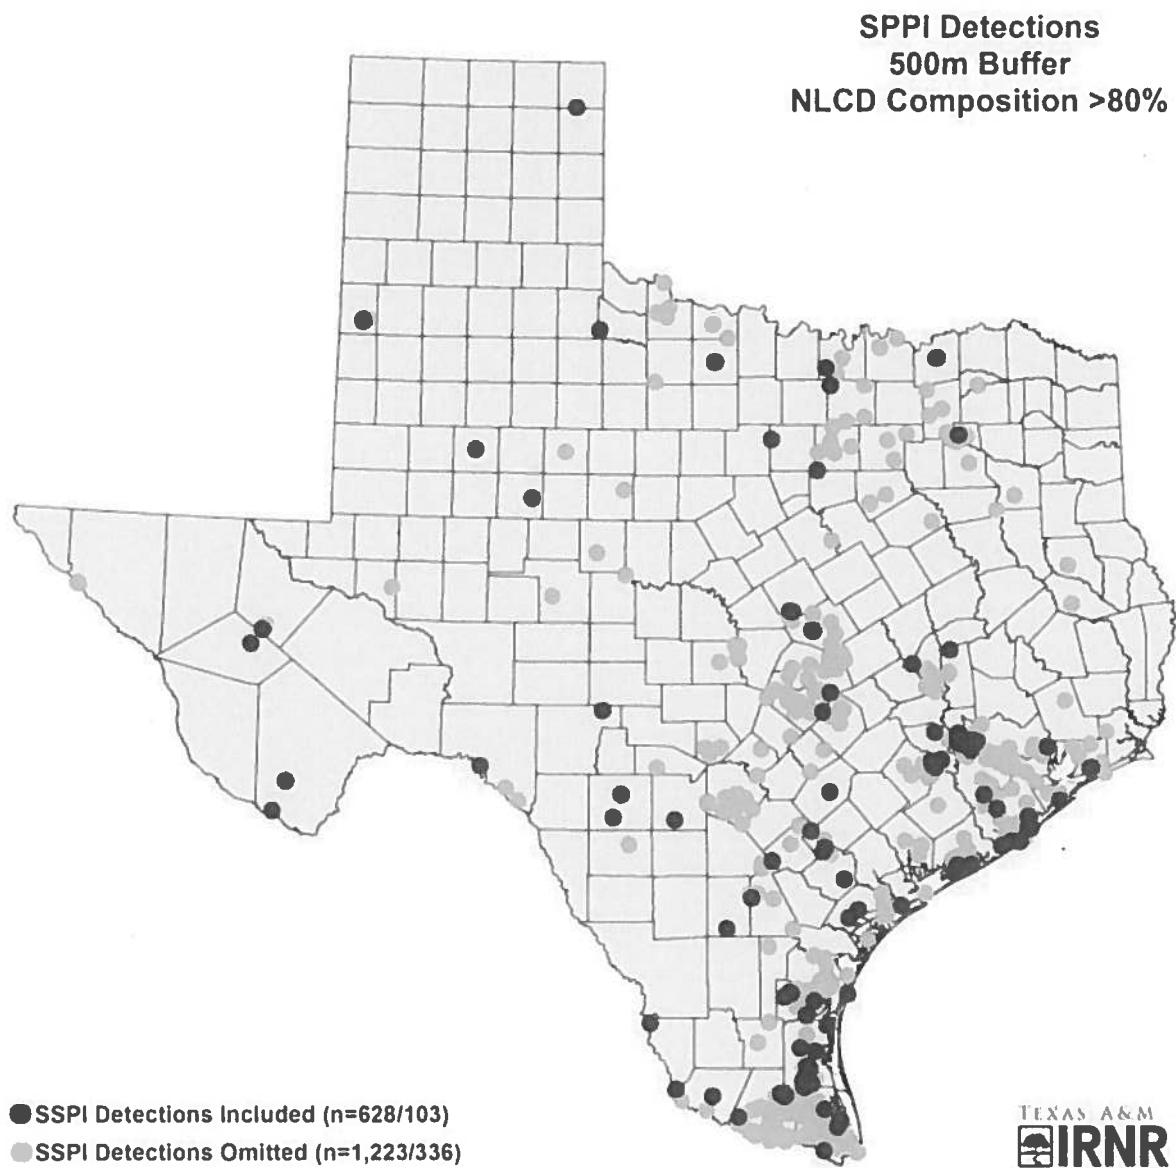 SPPI Detections
500m Buffer
NLCD Composition >80%
SSPI Detections Included (n=628/103)
SSPI Detections Omitted (n=1,223/336)
TEXAS A&M
IRNR